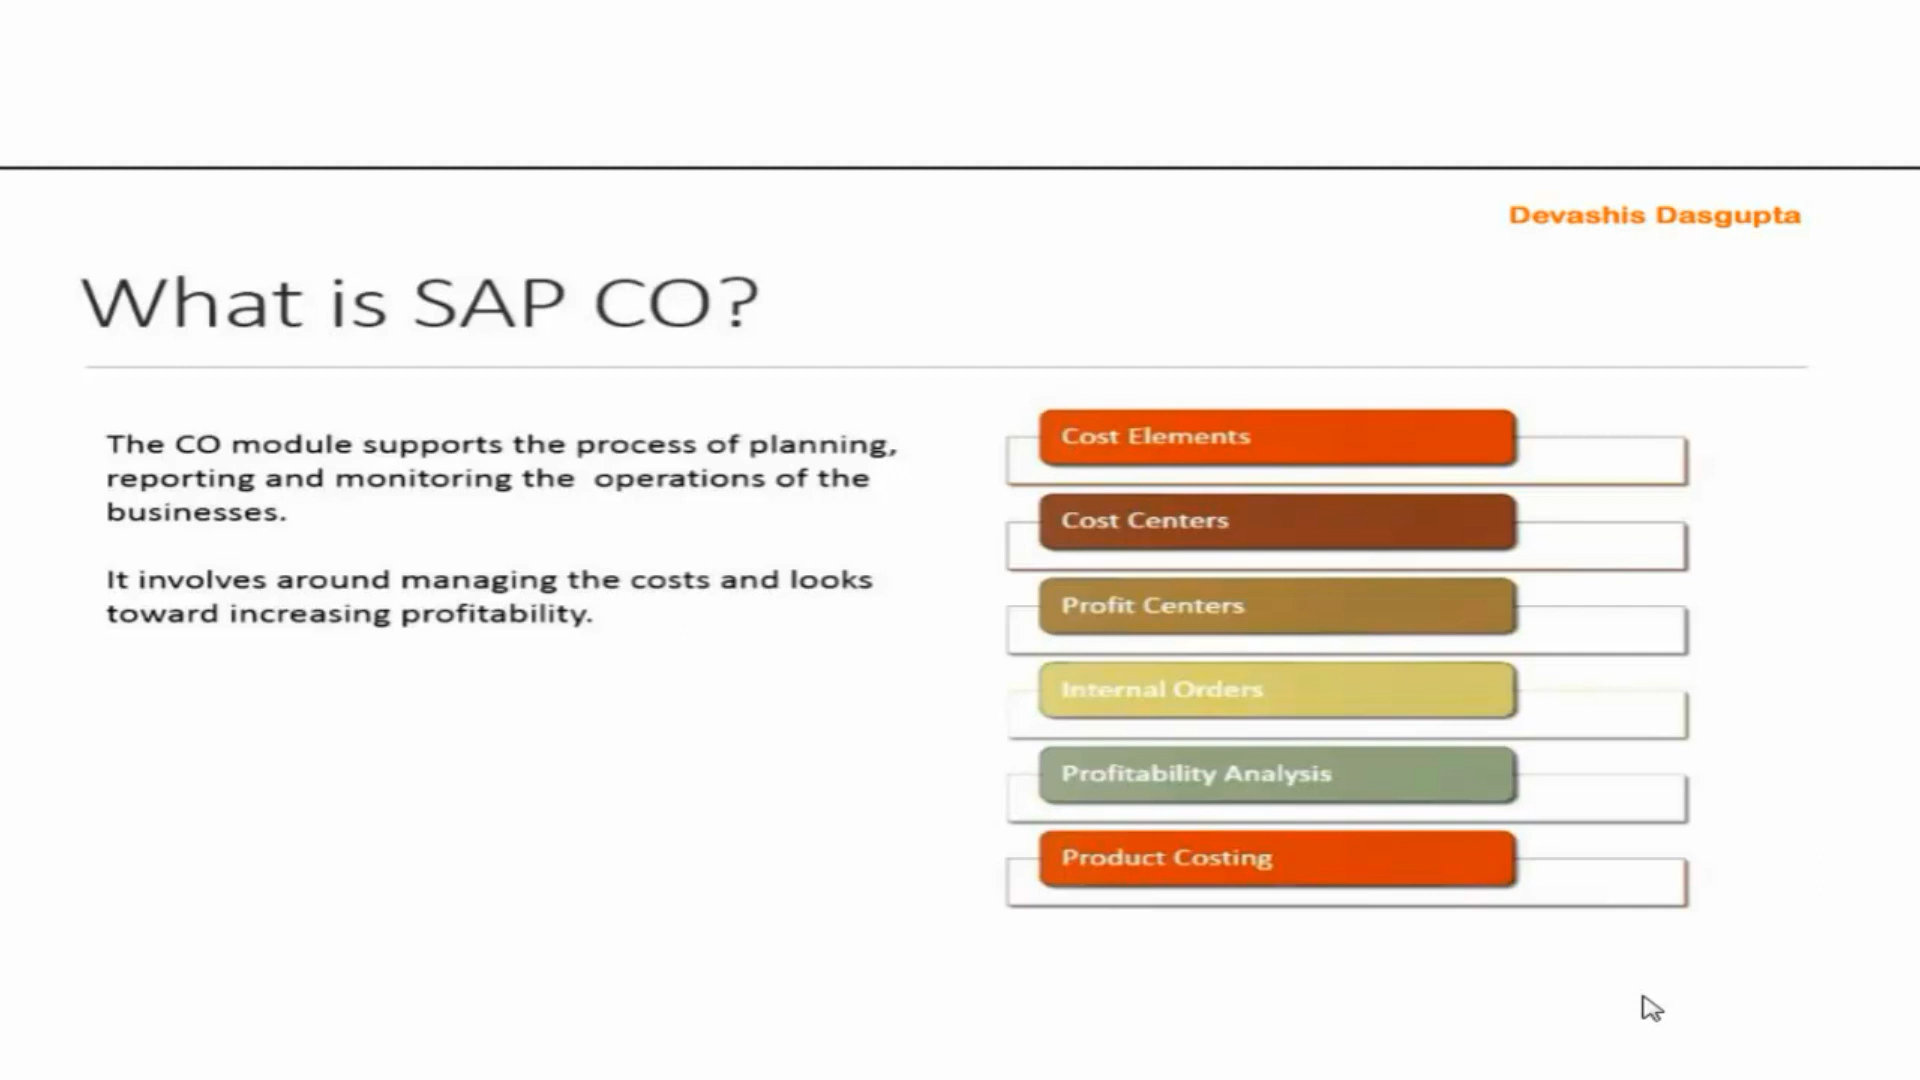 Devashis Dasgupta
What is SAP CO?
The CO module supports the process of planning,
reporting and monitoring the operations of the
businesses.
It involves around managing the costs and looks
toward increasing profitability.
Cost Elements
Cost Centers
Profit Centers
Internal Orders
Profitability Analysis
Product Costing